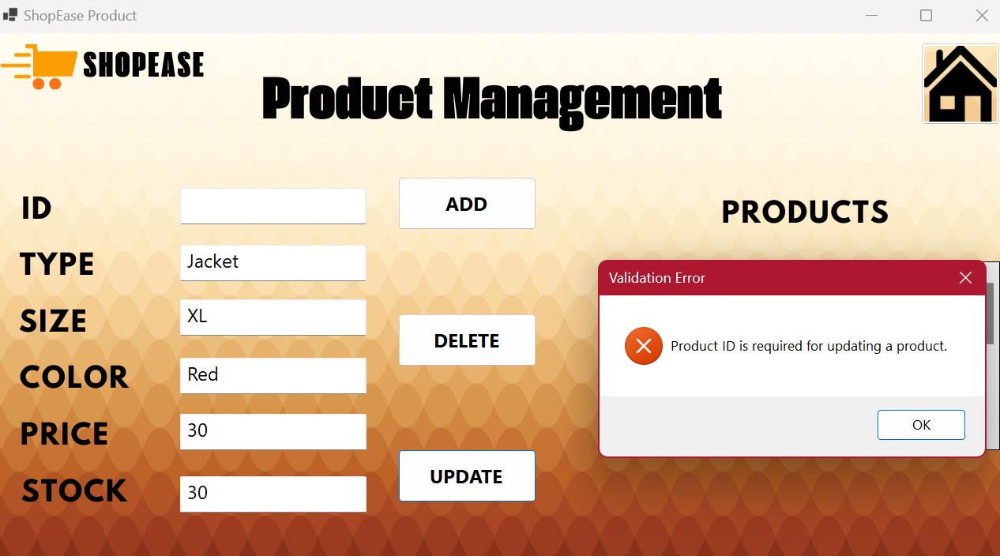 ShopEase Product
SHOPEASE
Product Management
ID
ADD
PRODUCTS
TYPE
Jacket
Validation Error
SIZE
XL
DELETE
Product ID is required for updating a product.
COLOR
Red
OK
PRICE
30
UPDATE
STOCK
30